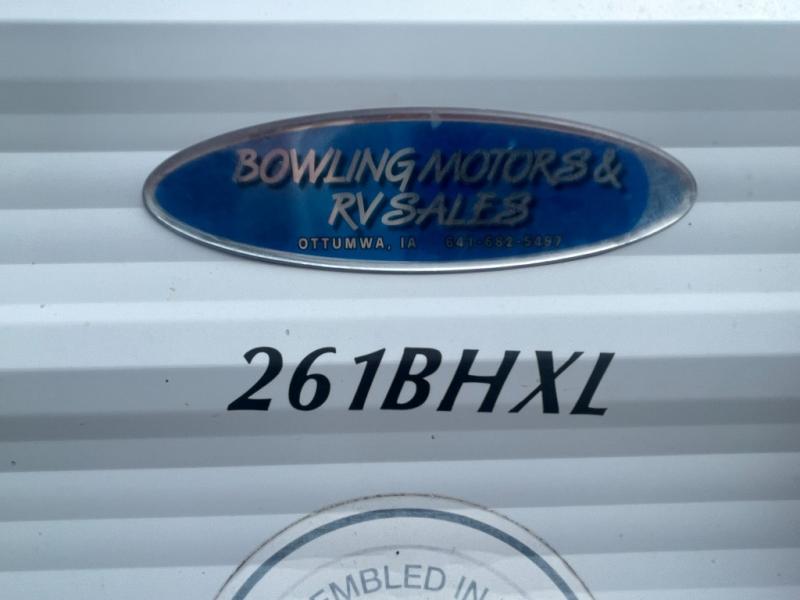 BOWLING MOTORS &
RV SALES
OTTUMWA, IA 641-682-5497
261BHXL
EMBLED IN